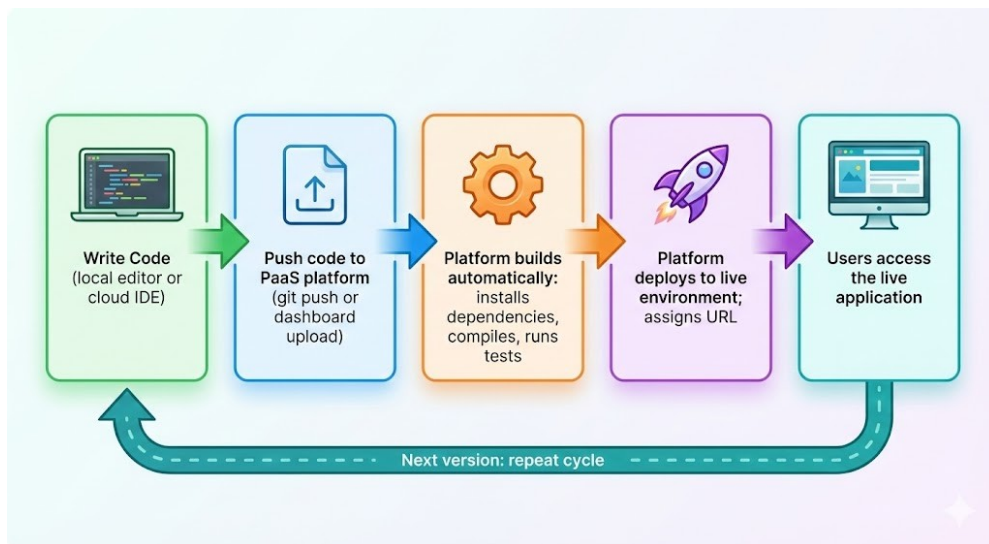 Write Code
(local editor or
cloud IDE)
Push code to
PaaS platform
(git push or
dashboard
upload)
Platform builds
automatically:
installs
dependencies,
compiles, runs
tests
Platform
deploys to live
environment;
assigns URL
Users access
the live
application
Next version: repeat cycle